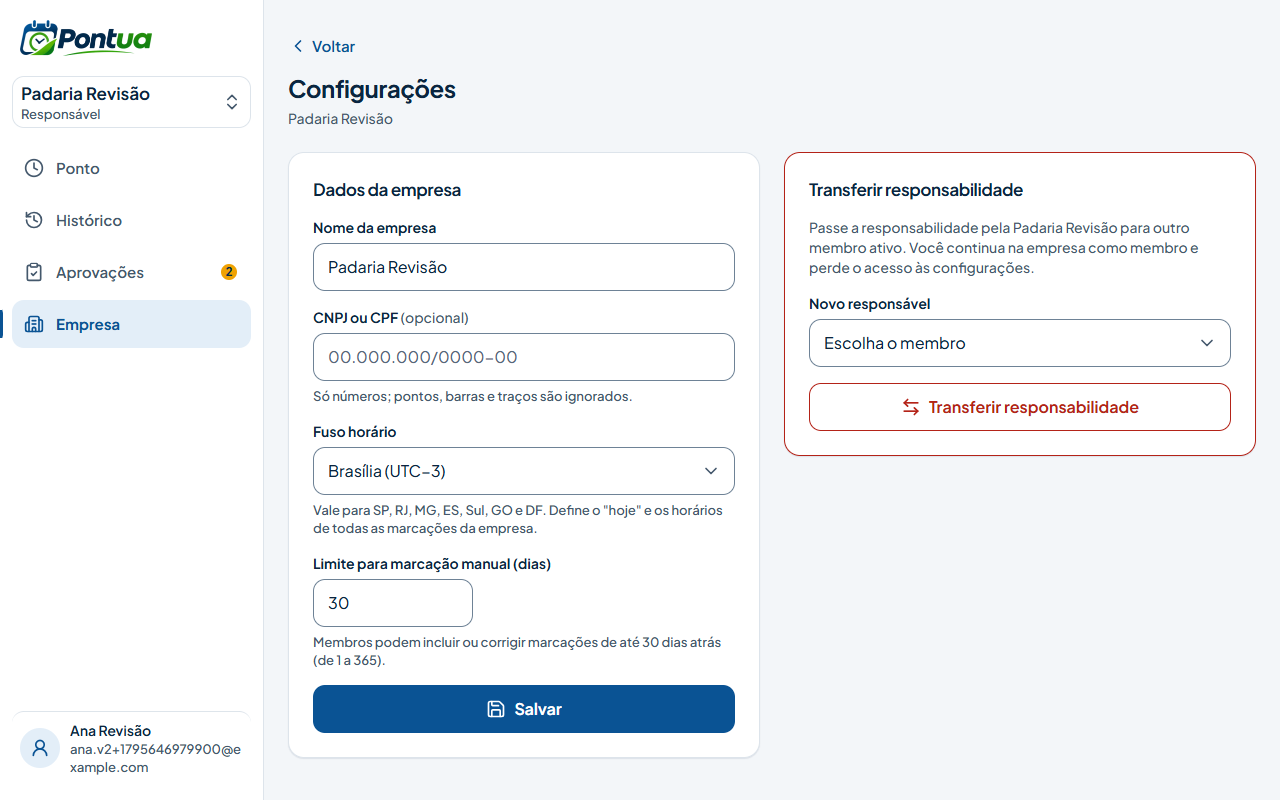 Pontua
Padaria Revisão
Responsável
Ponto
Histórico
Aprovações
2
Empresa
Ana Revisão
ana.v2+1795646979900@e
xample.com
Voltar
Configurações
Padaria Revisão
Dados da empresa
Nome da empresa
Padaria Revisão
CNPJ ou CPF (opcional)
00.000.000/0000-00
Só números; pontos, barras e traços são ignorados.
Fuso horário
Brasília (UTC−3)
Vale para SP, RJ, MG, ES, Sul, GO e DF. Define o "hoje" e os horários
de todas as marcações da empresa.
Limite para marcação manual (dias)
30
Membros podem incluir ou corrigir marcações de até 30 dias atrás
(de 1 a 365).
Salvar
Transferir responsabilidade
Passe a responsabilidade pela Padaria Revisão para outro
membro ativo. Você continua na empresa como membro e
perde o acesso às configurações.
Novo responsável
Escolha o membro
Transferir responsabilidade